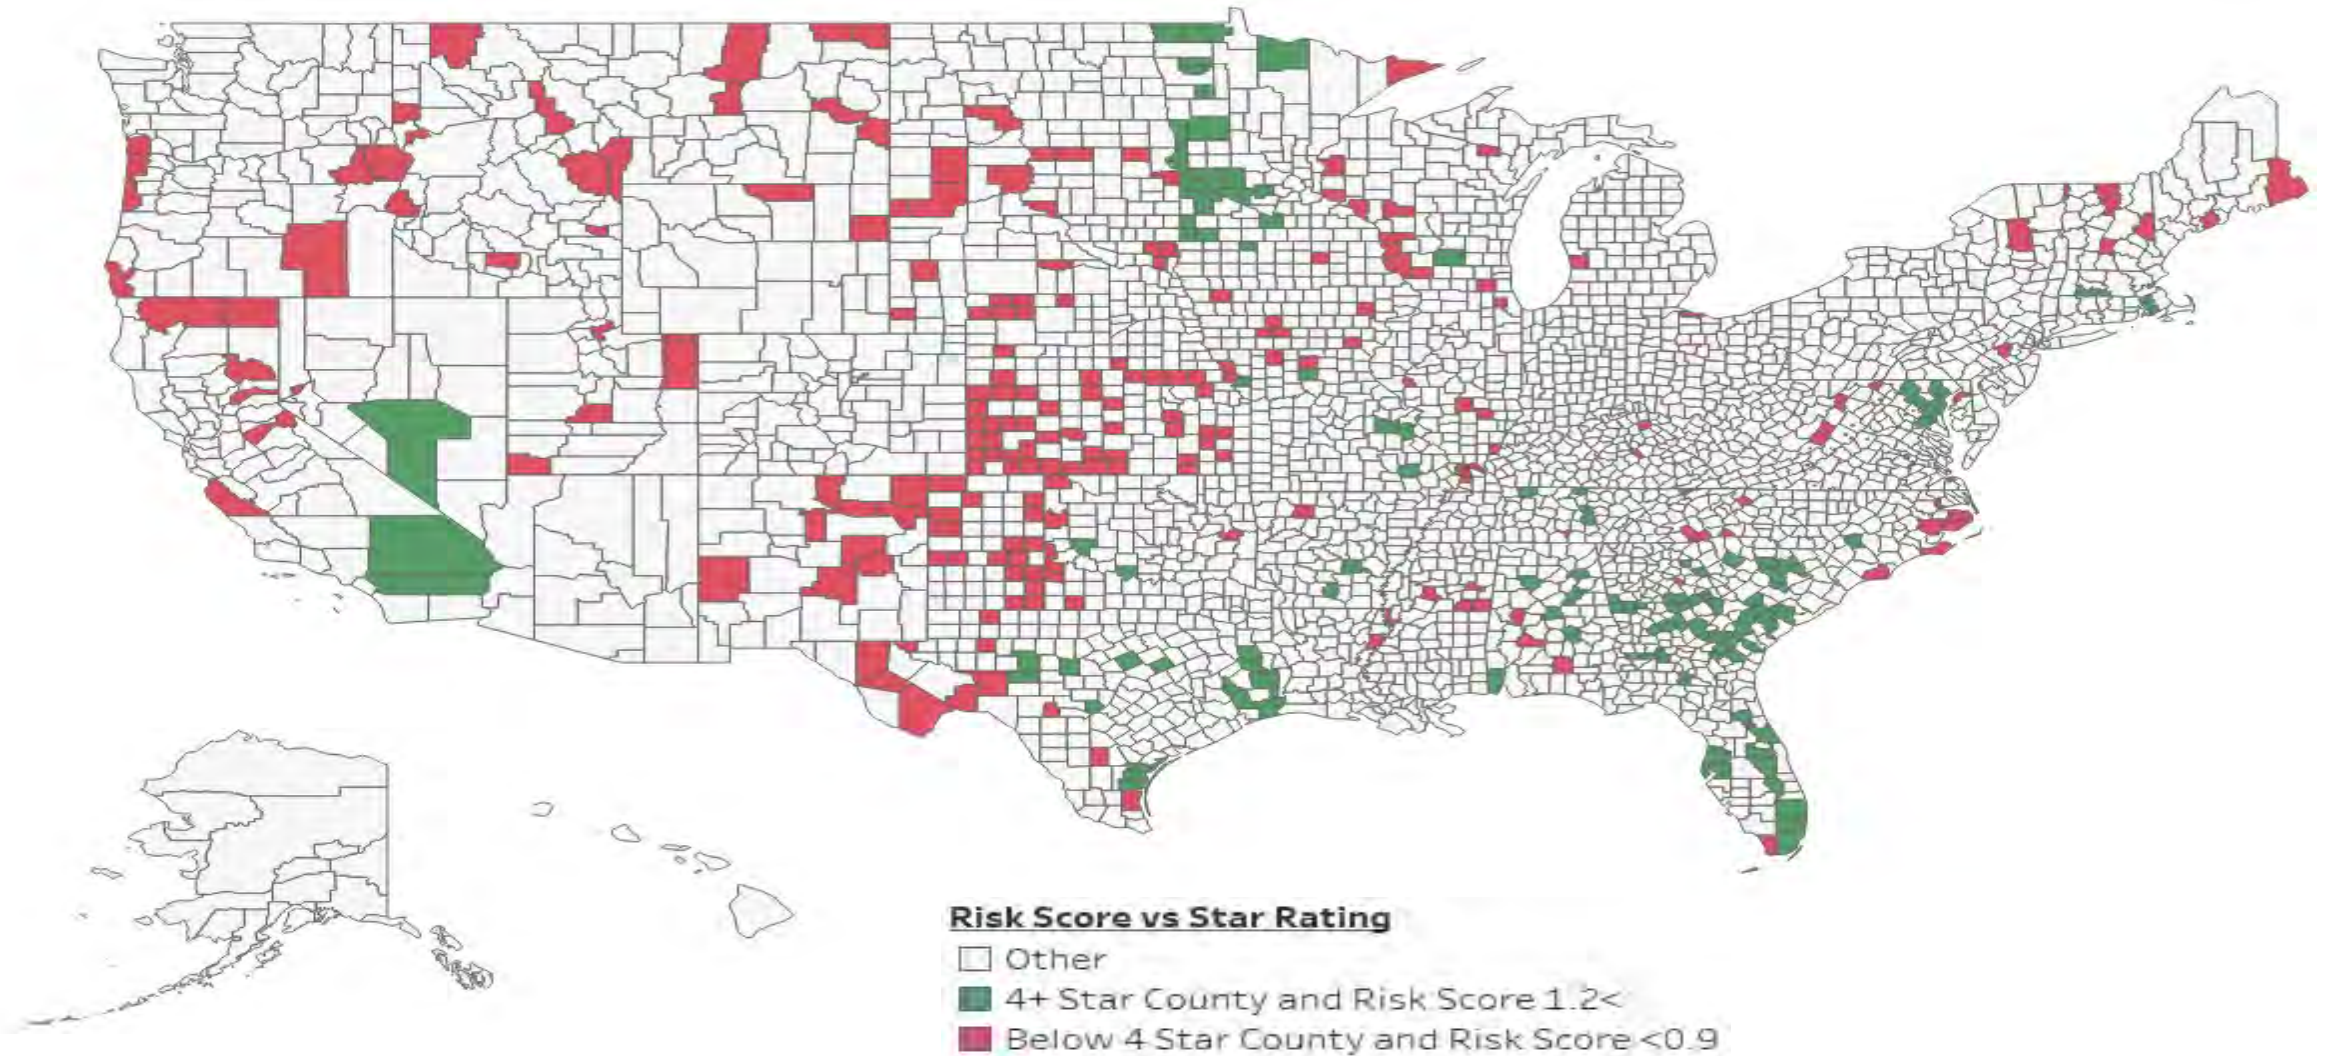 Risk Score vs Star Rating
Other
4+ Star County and Risk Score 1.2<
Below 4 Star County and Risk Score <0.9